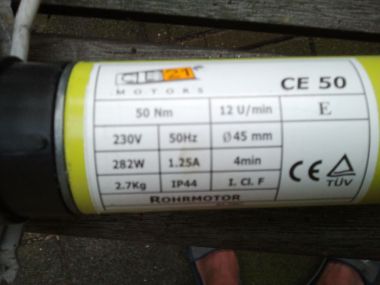 CE 50
MOTORS
50 Nm 12 U/min E
230V 50Hz Ø 45 mm
282W 1.25A 4min
2.7Kg IP44 I. Cl. F
CE TÜV
ROHRMOTOR